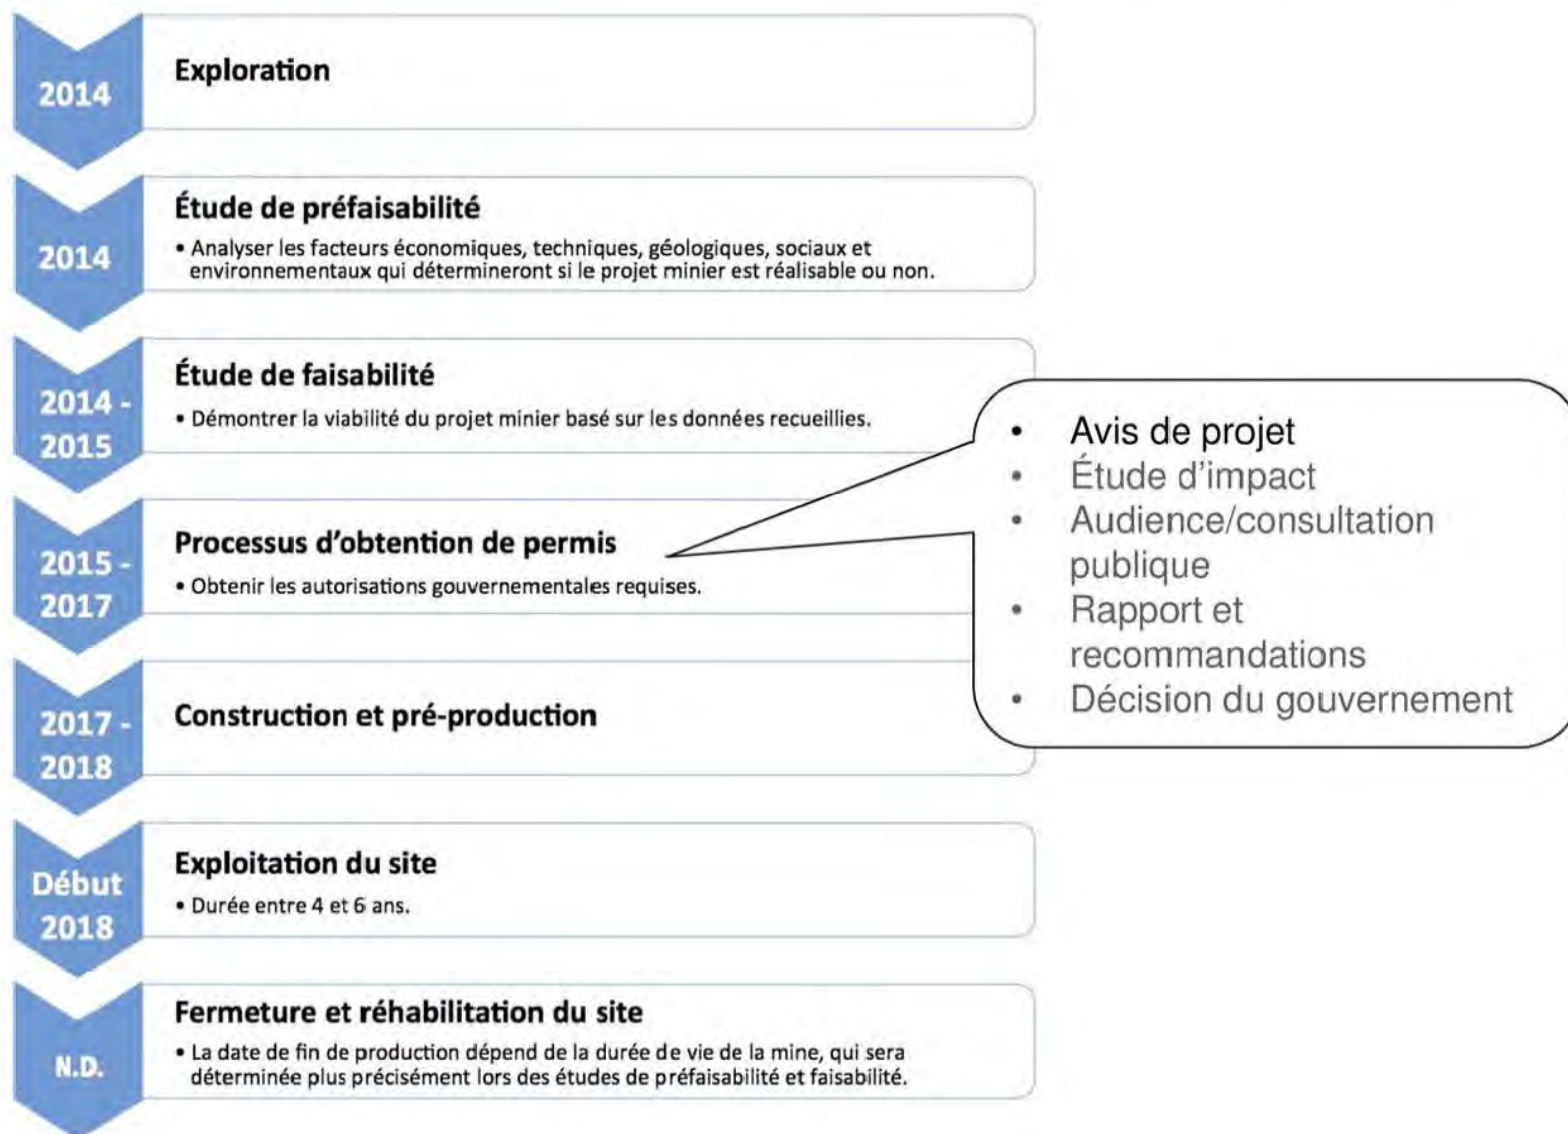 2014
Exploration
2014
Étude de préfaisabilité
• Analyser les facteurs économiques, techniques, géologiques, sociaux et
environnementaux qui détermineront si le projet minier est réalisable ou non.
2014 -
2015
Étude de faisabilité
• Démontrer la viabilité du projet minier basé sur les données recueillies.
2015 -
2017
Processus d'obtention de permis
• Obtenir les autorisations gouvernementales requises.
• Avis de projet
• Étude d'impact
• Audience/consultation
publique
• Rapport et
recommandations
• Décision du gouvernement
2017 -
2018
Construction et pré-production
Début
2018
Exploitation du site
• Durée entre 4 et 6 ans.
N.D.
Fermeture et réhabilitation du site
• La date de fin de production dépend de la durée de vie de la mine, qui sera
déterminée plus précisément lors des études de préfaisabilité et faisabilité.